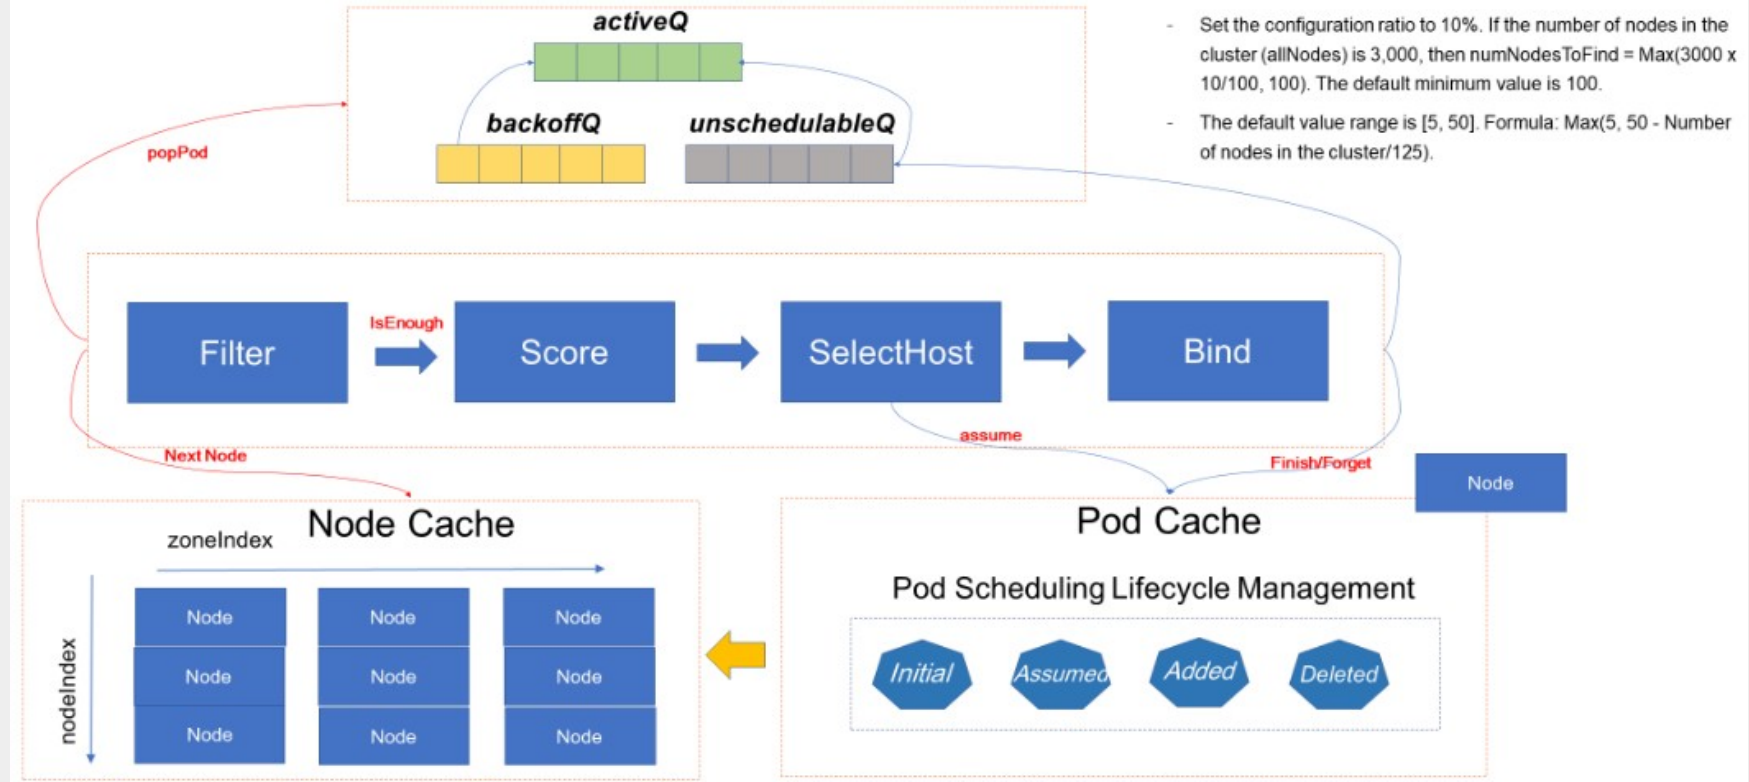 activeQ
backoffQ
unschedulableQ
popPod
- Set the configuration ratio to 10%. If the number of nodes in the
cluster (allNodes) is 3,000, then numNodesToFind = Max(3000 x
10/100, 100). The default minimum value is 100.
- The default value range is [5, 50]. Formula: Max(5, 50 - Number
of nodes in the cluster/125).
Filter
IsEnough
Score
SelectHost
Bind
Next Node
assume
Finish/Forget
Node
Node Cache
zoneIndex
nodeIndex
Node
Node
Node
Node
Node
Node
Node
Node
Node
Pod Cache
Pod Scheduling Lifecycle Management
Initial
Assumed
Added
Deleted